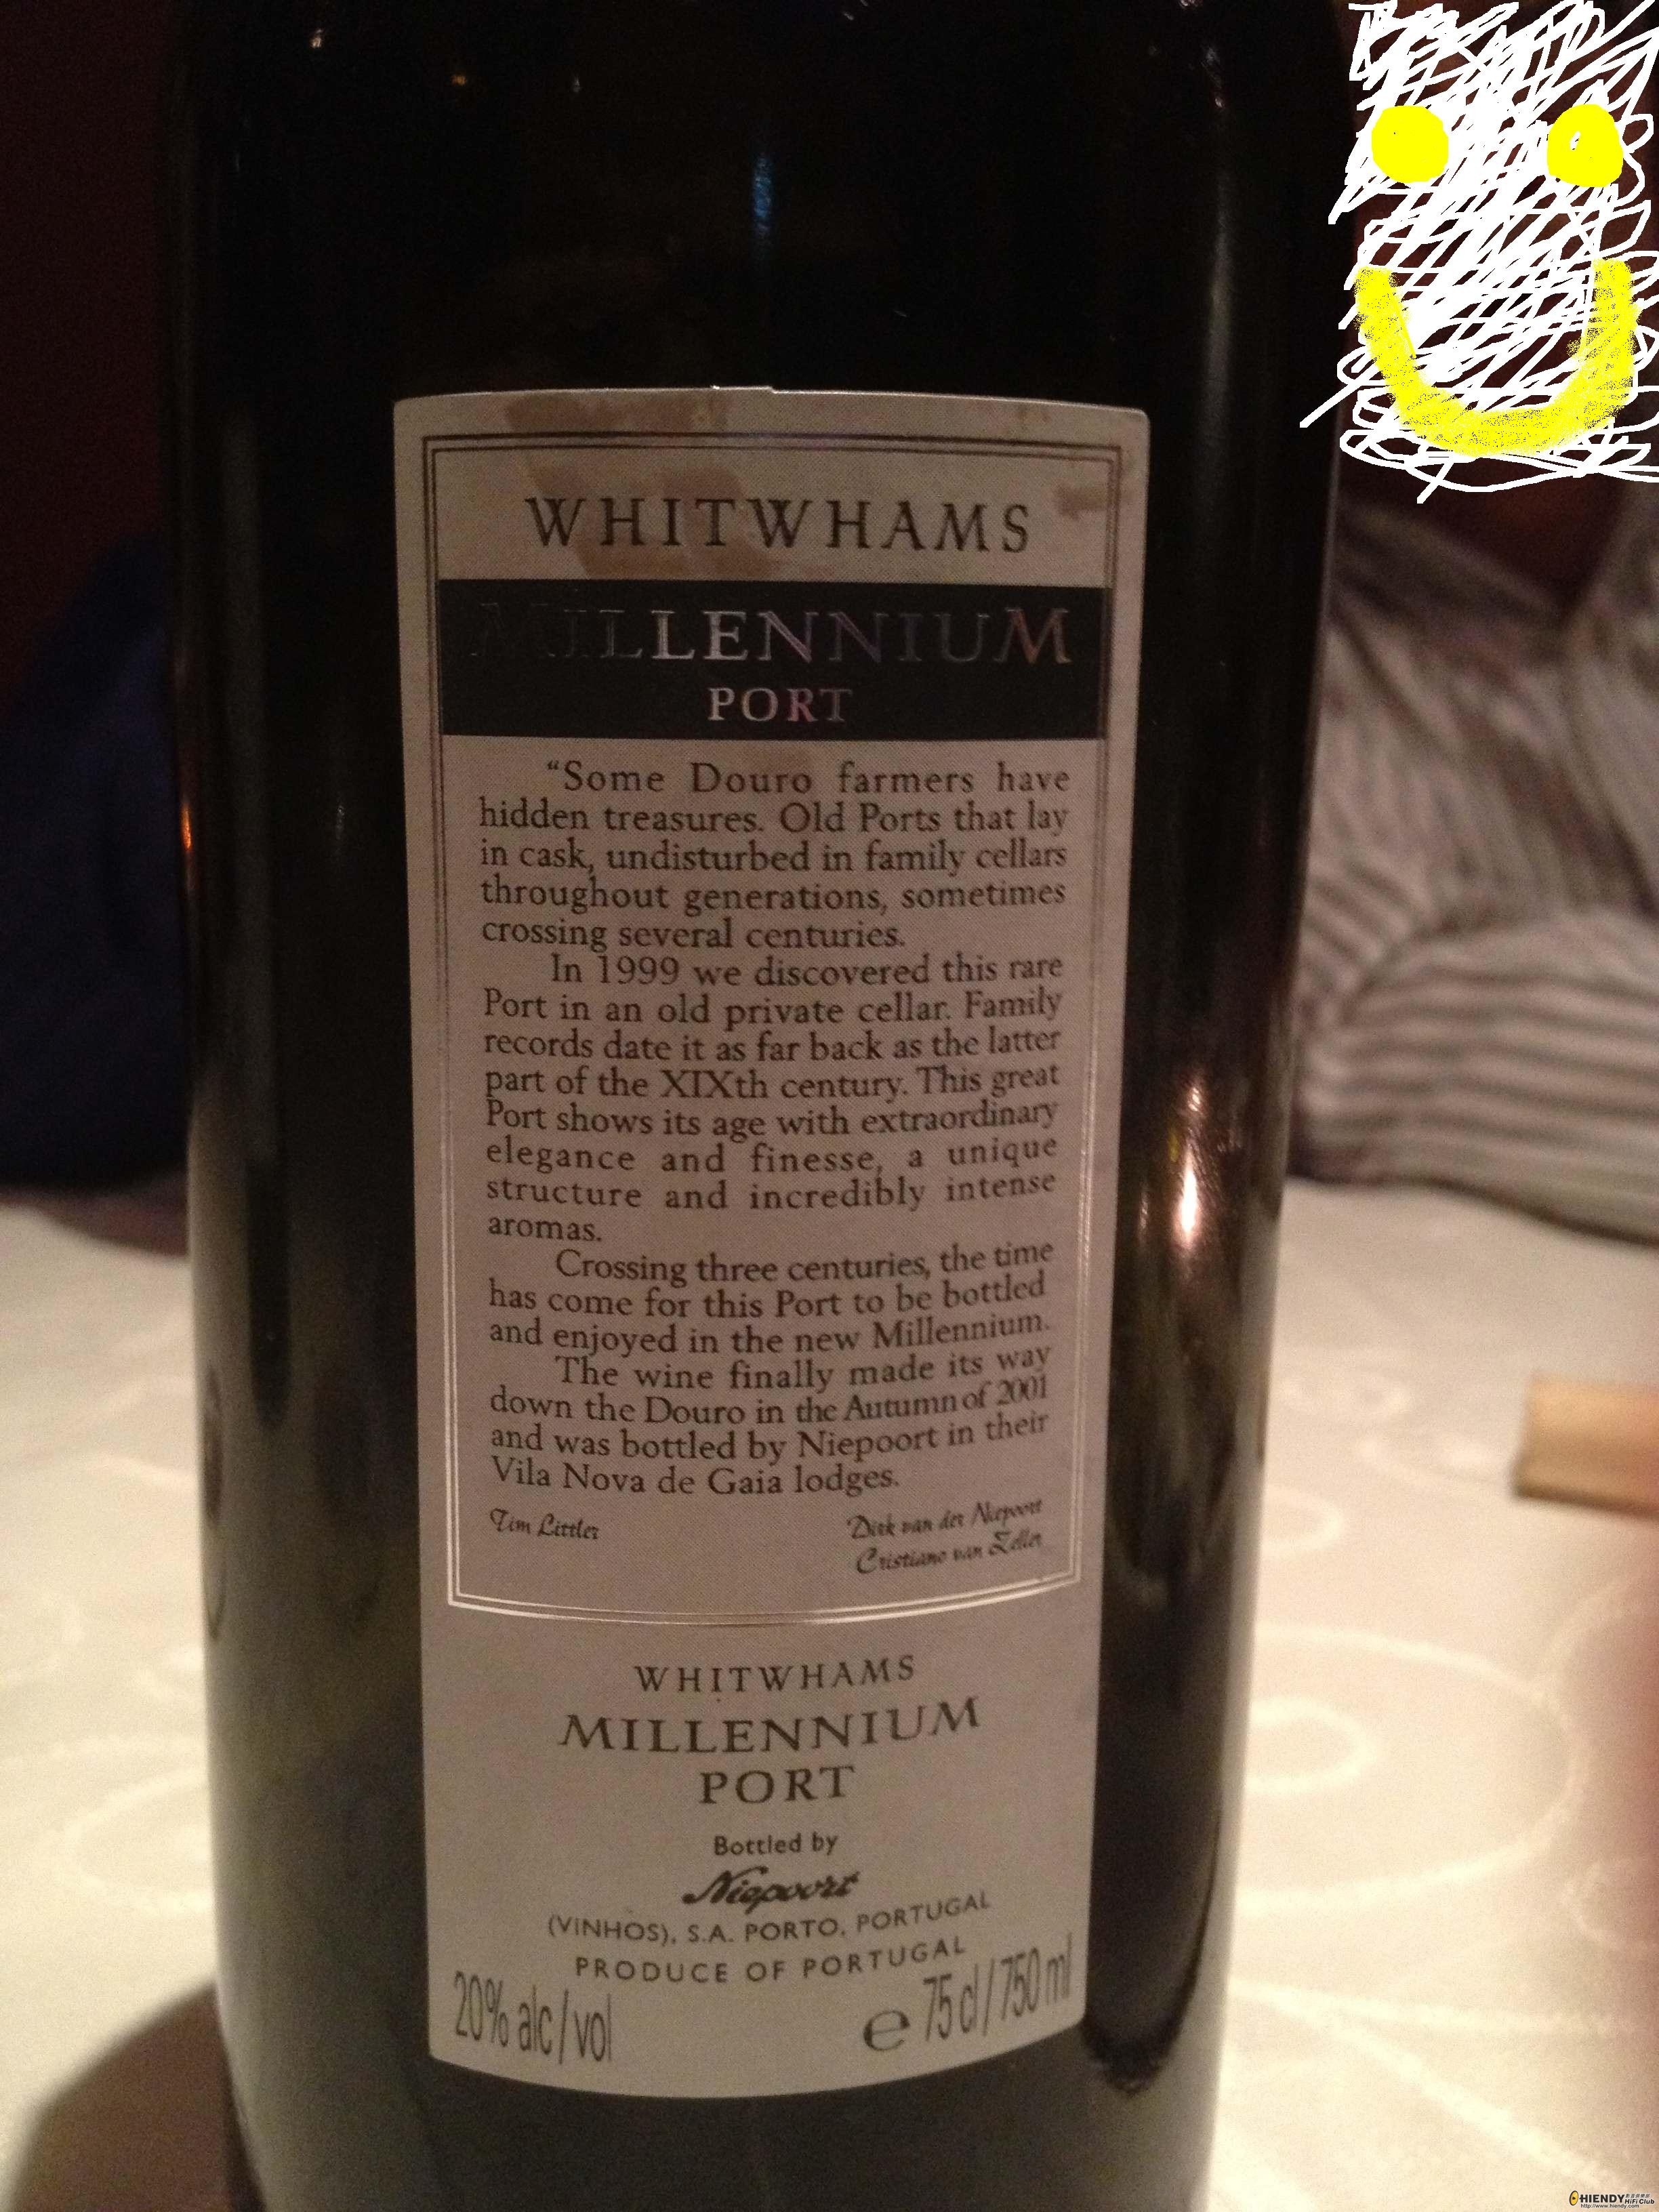 WHITWHAMS
MILLENNIUM
PORT
“Some Douro farmers have
hidden treasures. Old Ports that lay
in cask, undisturbed in family cellars
throughout generations, sometimes
crossing several centuries.
In 1999 we discovered this rare
Port in an old private cellar. Family
records date it as far back as the latter
part of the XIXth century. This great
Port shows its age with extraordinary
elegance and finesse, a unique
structure and incredibly intense
aromas.
Crossing three centuries, the time
has come for this Port to be bottled
and enjoyed in the new Millennium.
The wine finally made its way
down the Douro in the Autumn of 2001
and was bottled by Niepoort in their
Vila Nova de Gaia lodges.
Tim Littler
Dirk van der Niepoort
Cristiano van Zeller
WHITWHAMS
MILLENNIUM
PORT
Bottled by
Niepoort
(VINHOS), S.A. PORTO, PORTUGAL
PRODUCE OF PORTUGAL
20% alc/vol
e 75 cl/750 ml
HIENDY HiFi Club
http://www.hiendy.com